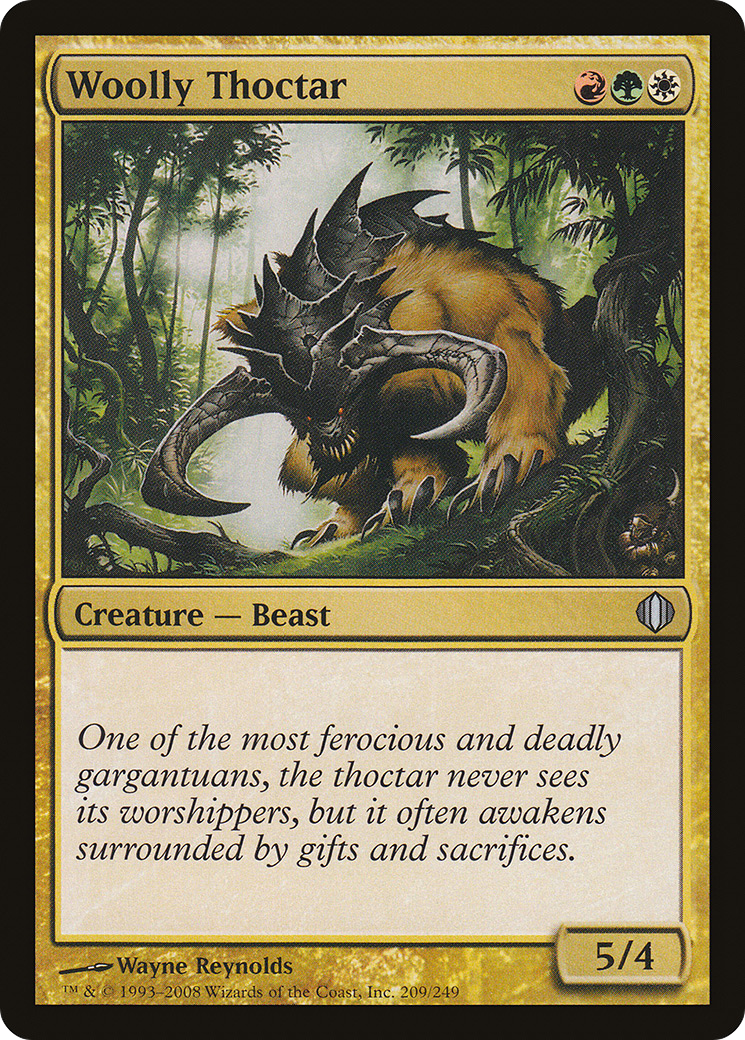 Woolly Thoctar
Creature — Beast
One of the most ferocious and deadly
gargantuans, the thoctar never sees
its worshippers, but it often awakens
surrounded by gifts and sacrifices.
5/4
Wayne Reynolds
™ & © 1993–2008 Wizards of the Coast, Inc. 209/249